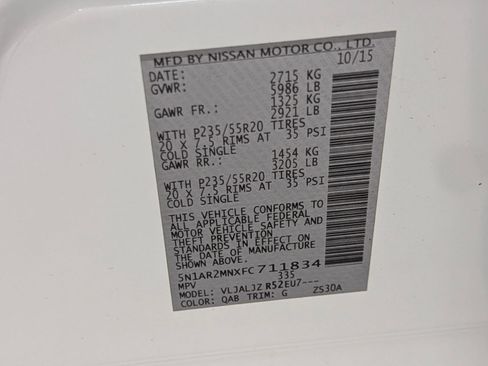 MFD BY NISSAN MOTOR CO., LTD.
DATE: 10/15
GVWR: 2715 KG
5986 LB
GAWR FR.: 1325 KG
2921 LB
WITH P235/55R20 TIRES
20 X 7.5 RIMS AT 35 PSI
COLD SINGLE
GAWR RR.: 1454 KG
3205 LB
WITH P235/55R20 TIRES
20 X 7.5 RIMS AT 35 PSI
COLD SINGLE
THIS VEHICLE CONFORMS TO
ALL APPLICABLE FEDERAL
MOTOR VEHICLE SAFETY AND
THEFT PREVENTION
STANDARDS IN EFFECT ON
THE DATE OF MANUFACTURE
SHOWN ABOVE.
5N1AR2MNXFC711834
MPV 335
MODEL: VLJALJZ R52EU7---
COLOR: QAB TRIM: G ZS30A